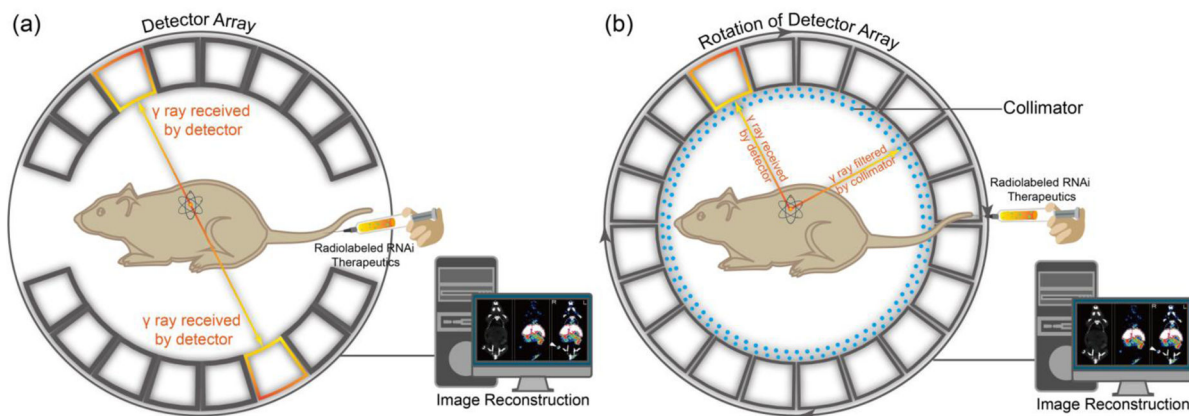 (a)
Detector Array
γ ray received
by detector
Radiolabeled RNAi
Therapeutics
γ ray received
by detector
Image Reconstruction
(b)
Rotation of Detector Array
Collimator
γ ray received
by detector
γ ray filtered
by collimator
Radiolabeled RNAi
Therapeutics
H
L
Image Reconstruction